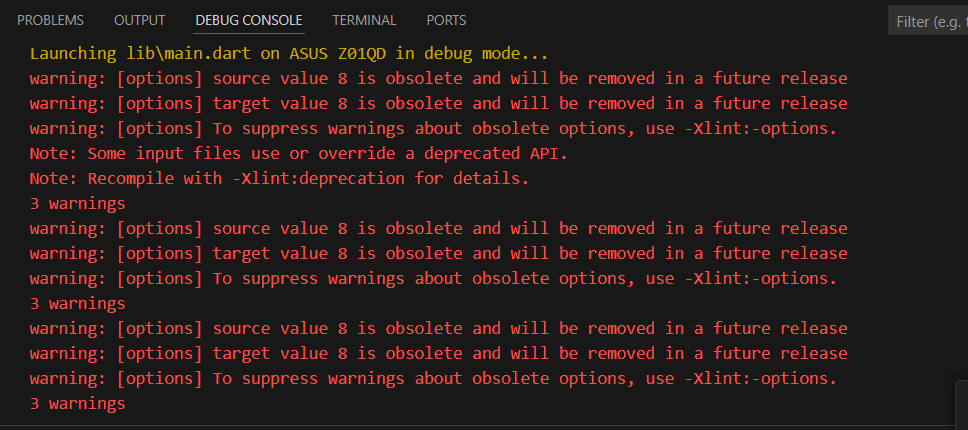 PROBLEMS OUTPUT DEBUG CONSOLE TERMINAL PORTS Filter (e.g.
Launching lib\main.dart on ASUS Z01QD in debug mode...
warning: [options] source value 8 is obsolete and will be removed in a future release
warning: [options] target value 8 is obsolete and will be removed in a future release
warning: [options] To suppress warnings about obsolete options, use -Xlint:-options.
Note: Some input files use or override a deprecated API.
Note: Recompile with -Xlint:deprecation for details.
3 warnings
warning: [options] source value 8 is obsolete and will be removed in a future release
warning: [options] target value 8 is obsolete and will be removed in a future release
warning: [options] To suppress warnings about obsolete options, use -Xlint:-options.
3 warnings
warning: [options] source value 8 is obsolete and will be removed in a future release
warning: [options] target value 8 is obsolete and will be removed in a future release
warning: [options] To suppress warnings about obsolete options, use -Xlint:-options.
3 warnings